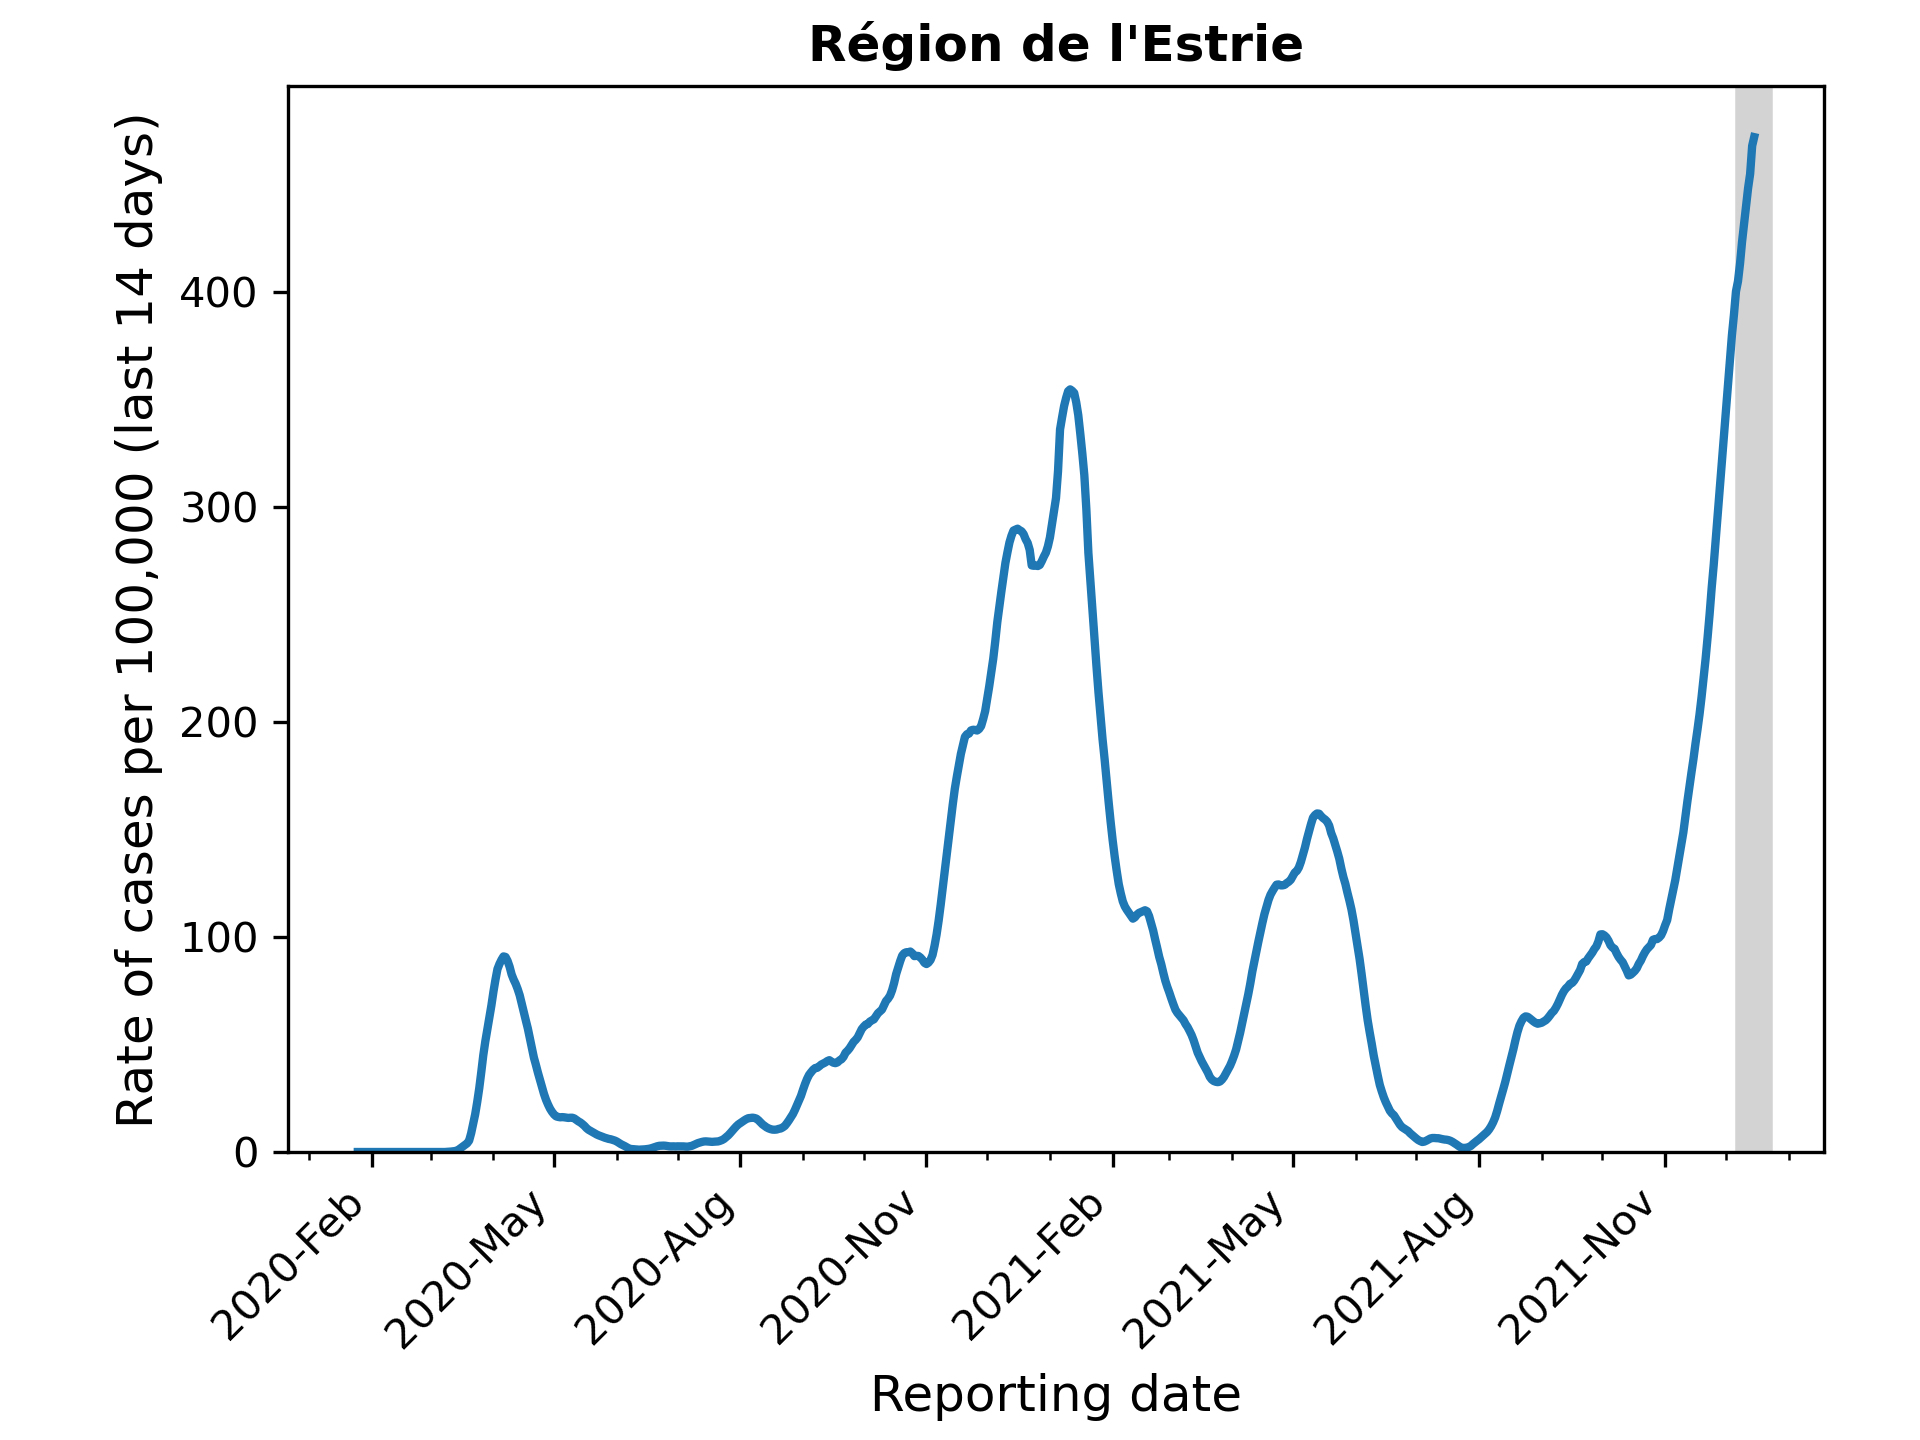 Région de l'Estrie
Rate of cases per 100,000 (last 14 days)
400
300
200
100
0
2020-Feb
2020-May
2020-Aug
2020-Nov
2021-Feb
2021-May
2021-Aug
2021-Nov
Reporting date